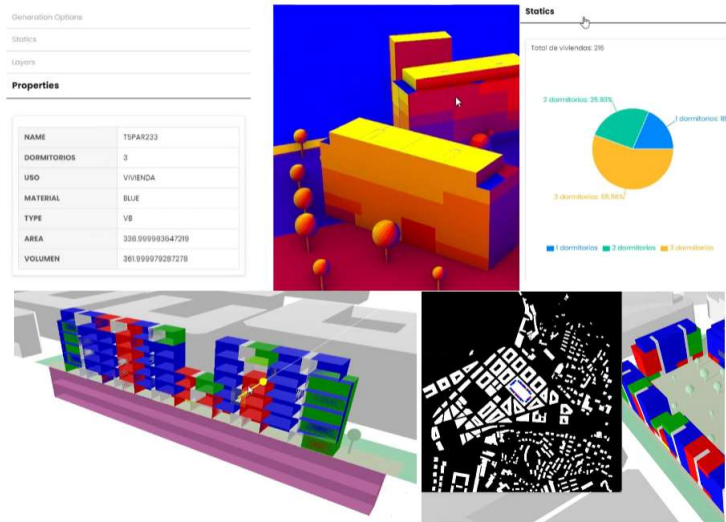 Generation Options
Statics
Layers
Properties
NAME TSPAR233
DORMITORIOS 3
USO VIVIENDA
MATERIAL BLUE
TYPE VB
AREA 336.999983647219
VOLUMEN 361.999979287278
Statics
Total de viviendas: 216
2 dormitorios: 25.93%
1 dormitorios: 18
3 dormitorios: 55.56%
1 dormitorios 2 dormitorios 3 dormitorios